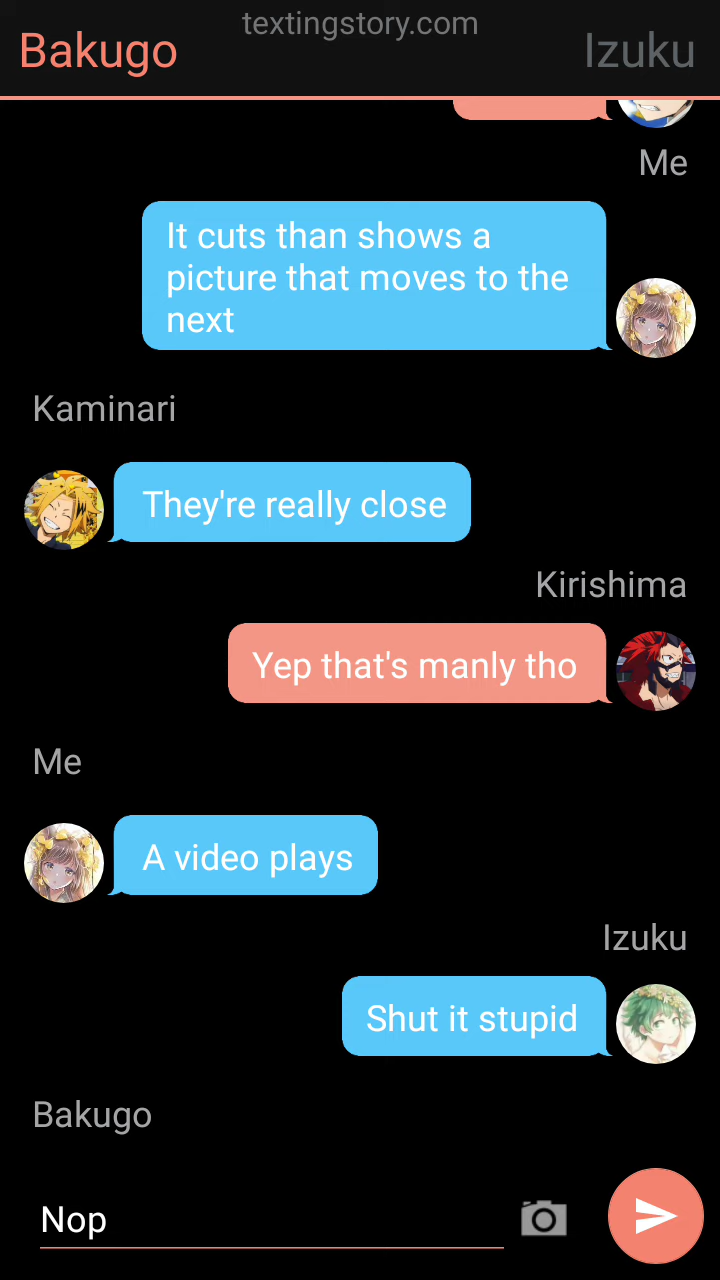 textingstory.com
Bakugo
Izuku
Me
It cuts than shows a
picture that moves to the
next
Kaminari
They're really close
Kirishima
Yep that's manly tho
Me
A video plays
Izuku
Shut it stupid
Bakugo
Nop